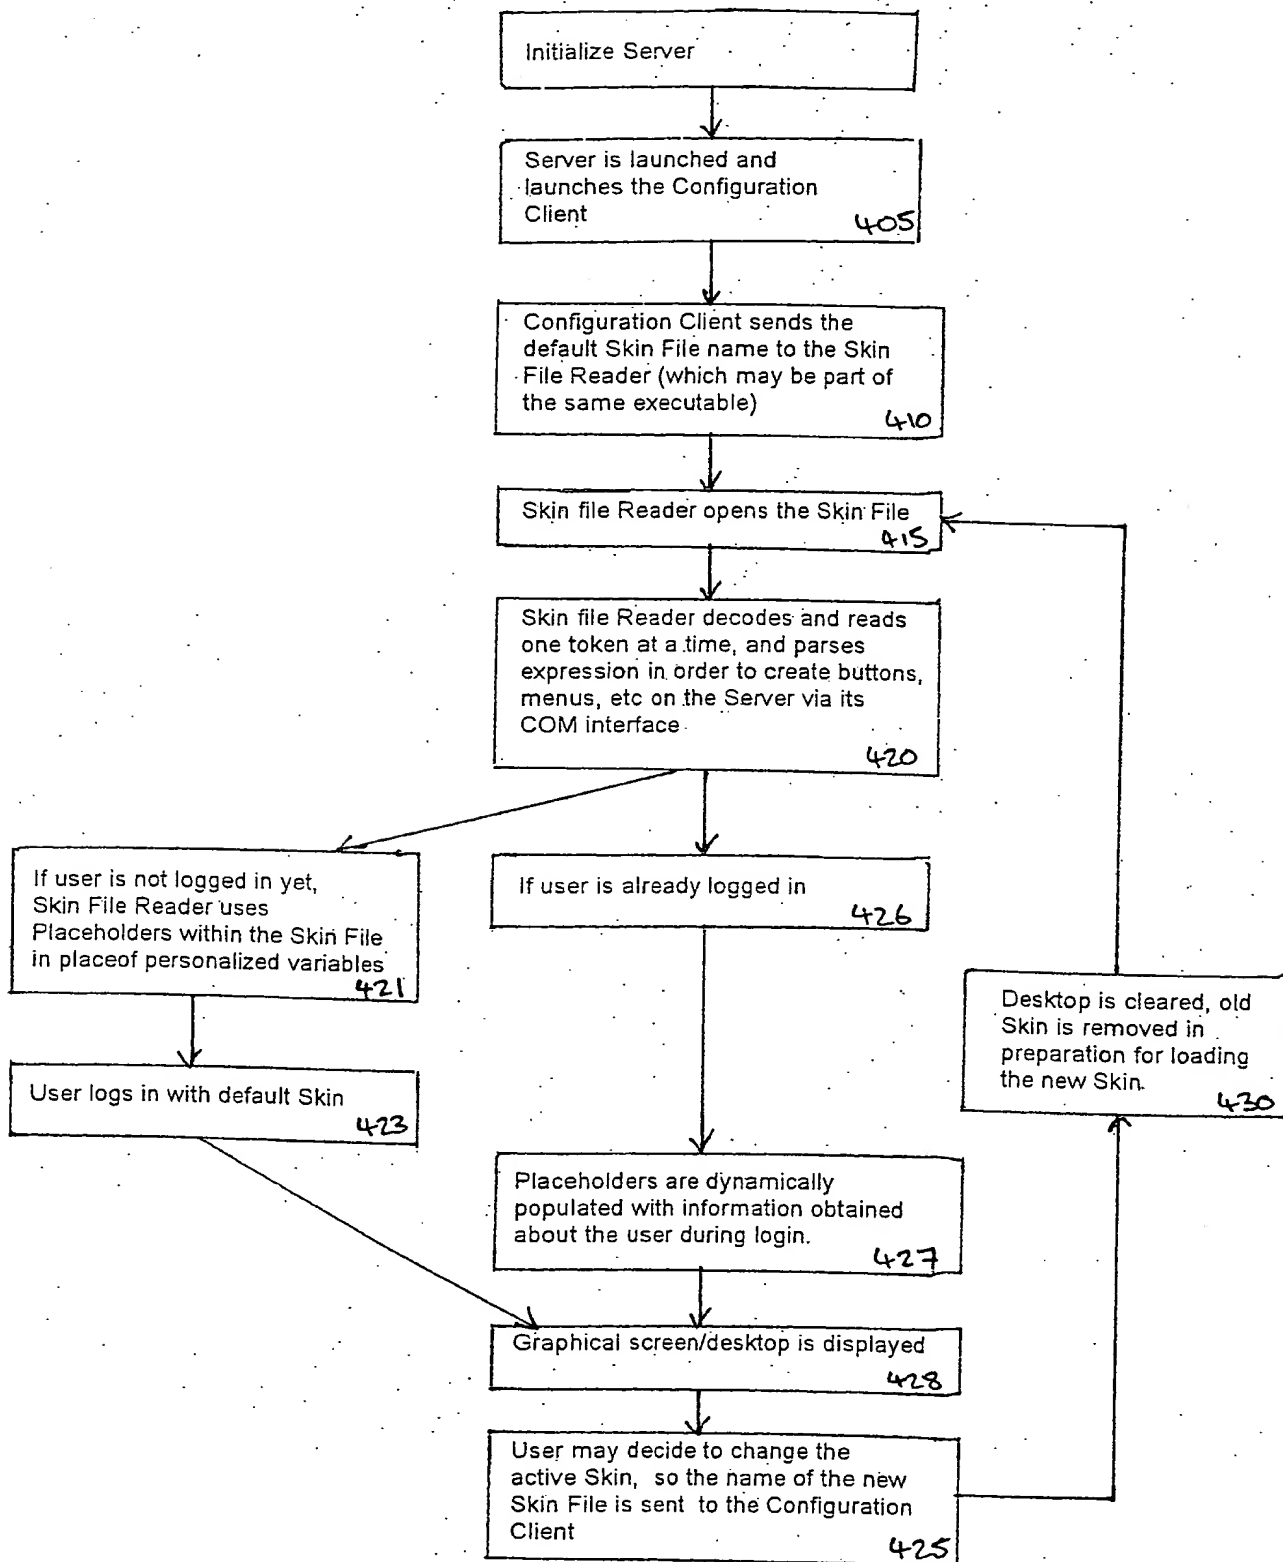 Initialize Server
Server is launched and
launches the Configuration
Client
405
Configuration Client sends the
default Skin File name to the Skin
File Reader (which may be part of
the same executable)
410
Skin file Reader opens the Skin File
415
Skin file Reader decodes and reads
one token at a time, and parses
expression in order to create buttons,
menus, etc on the Server via its
COM interface
420
If user is not logged in yet,
Skin File Reader uses
Placeholders within the Skin File
in placeof personalized variables
421
If user is already logged in
426
User logs in with default Skin
423
Desktop is cleared, old
Skin is removed in
preparation for loading
the new Skin.
430
Placeholders are dynamically
populated with information obtained
about the user during login.
427
Graphical screen/desktop is displayed
428
User may decide to change the
active Skin, so the name of the new
Skin File is sent to the Configuration
Client
425